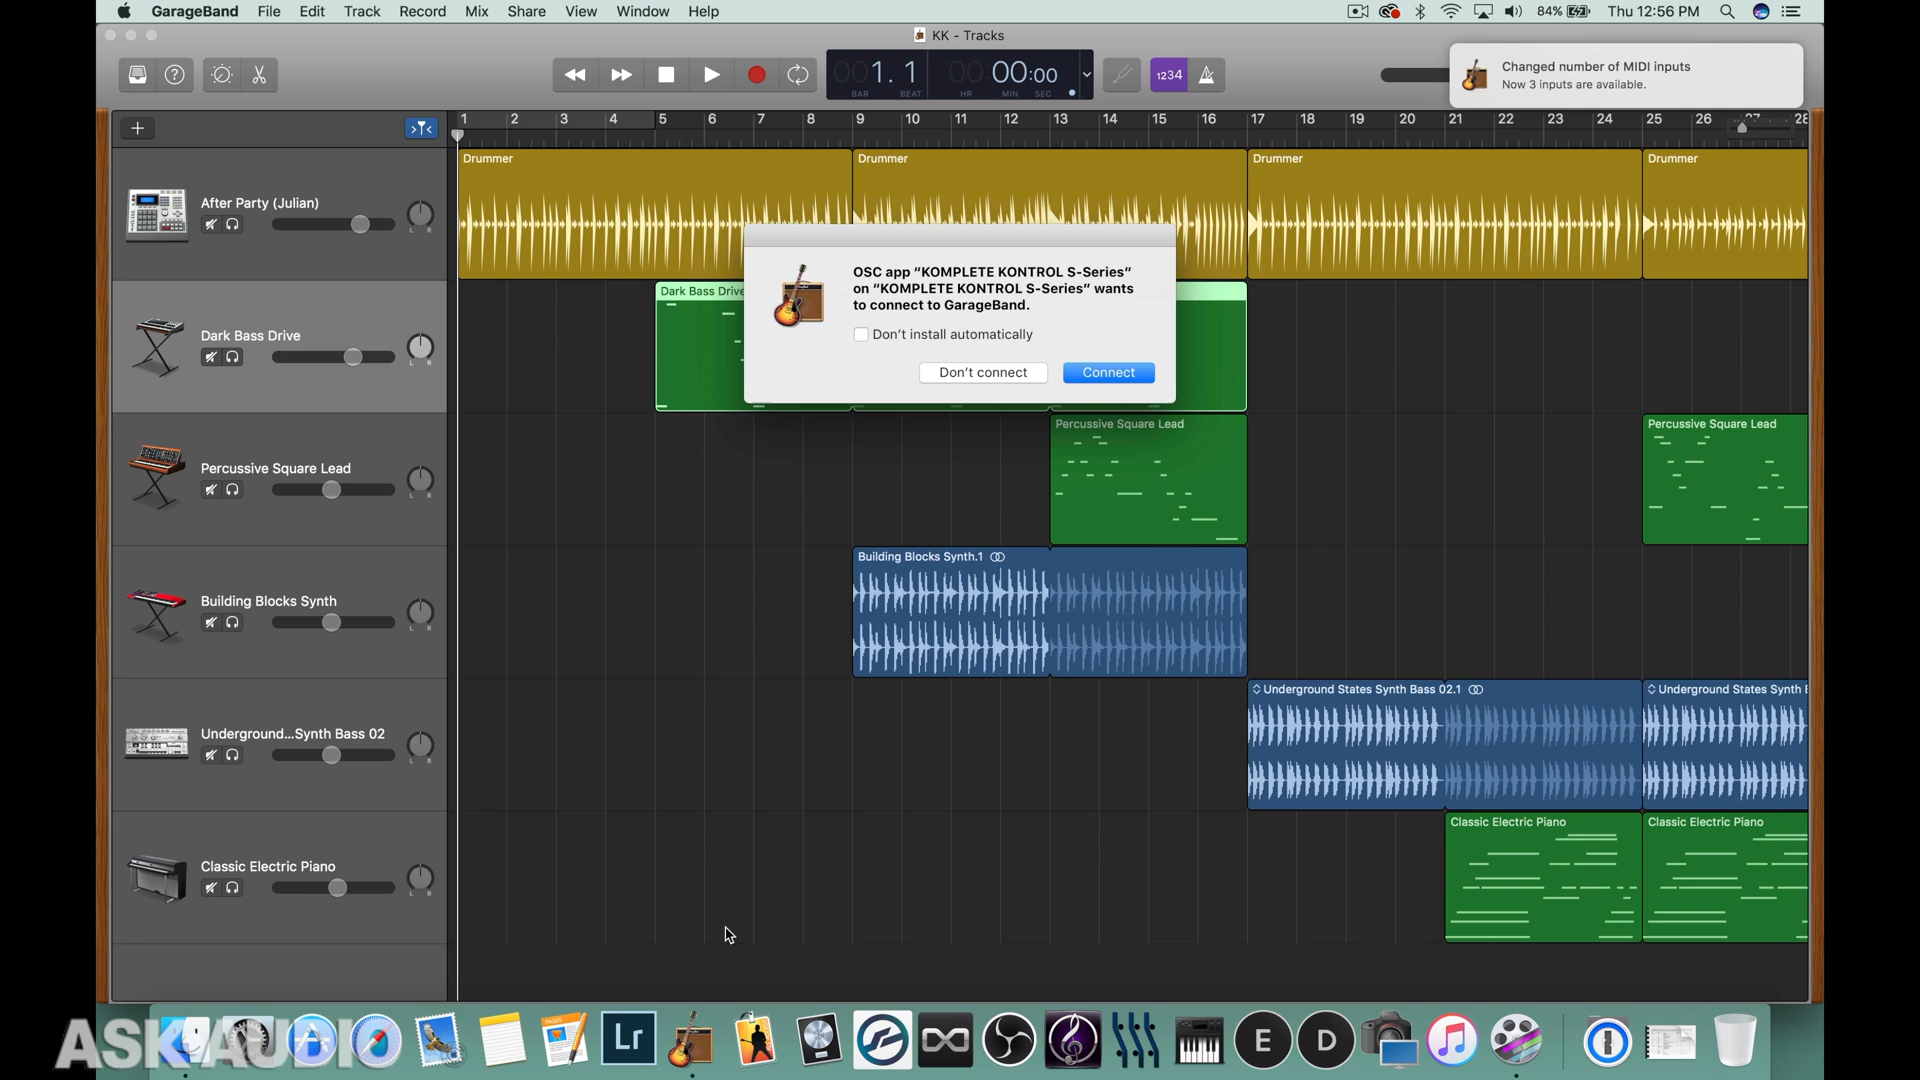 GarageBand File Edit Track Record Mix Share View Window Help
84% Thu 12:56 PM
KK - Tracks
001. 1 00:00:00
BAR BEAT HR MIN SEC
1234
Changed number of MIDI inputs
Now 3 inputs are available.
1 2 3 4 5 6 7 8 9 10 11 12 13 14 15 16 17 18 19 20 21 22 23 24 25 26 27 28
Drummer Drummer Drummer Drummer
After Party (Julian)
L R
OSC app “KOMPLETE KONTROL S-Series”
on “KOMPLETE KONTROL S-Series” wants
to connect to GarageBand.
Don’t install automatically
Don’t connect Connect
Dark Bass Drive
Dark Bass Drive
L R
Percussive Square Lead Percussive Square Lead
Percussive Square Lead
L R
Building Blocks Synth.1
Building Blocks Synth
L R
Underground States Synth Bass 02.1 Underground States Synth
Underground...Synth Bass 02
L R
Classic Electric Piano Classic Electric Piano
Classic Electric Piano
L R
ASKAUDIO
PAGES
Lr
E
D
1